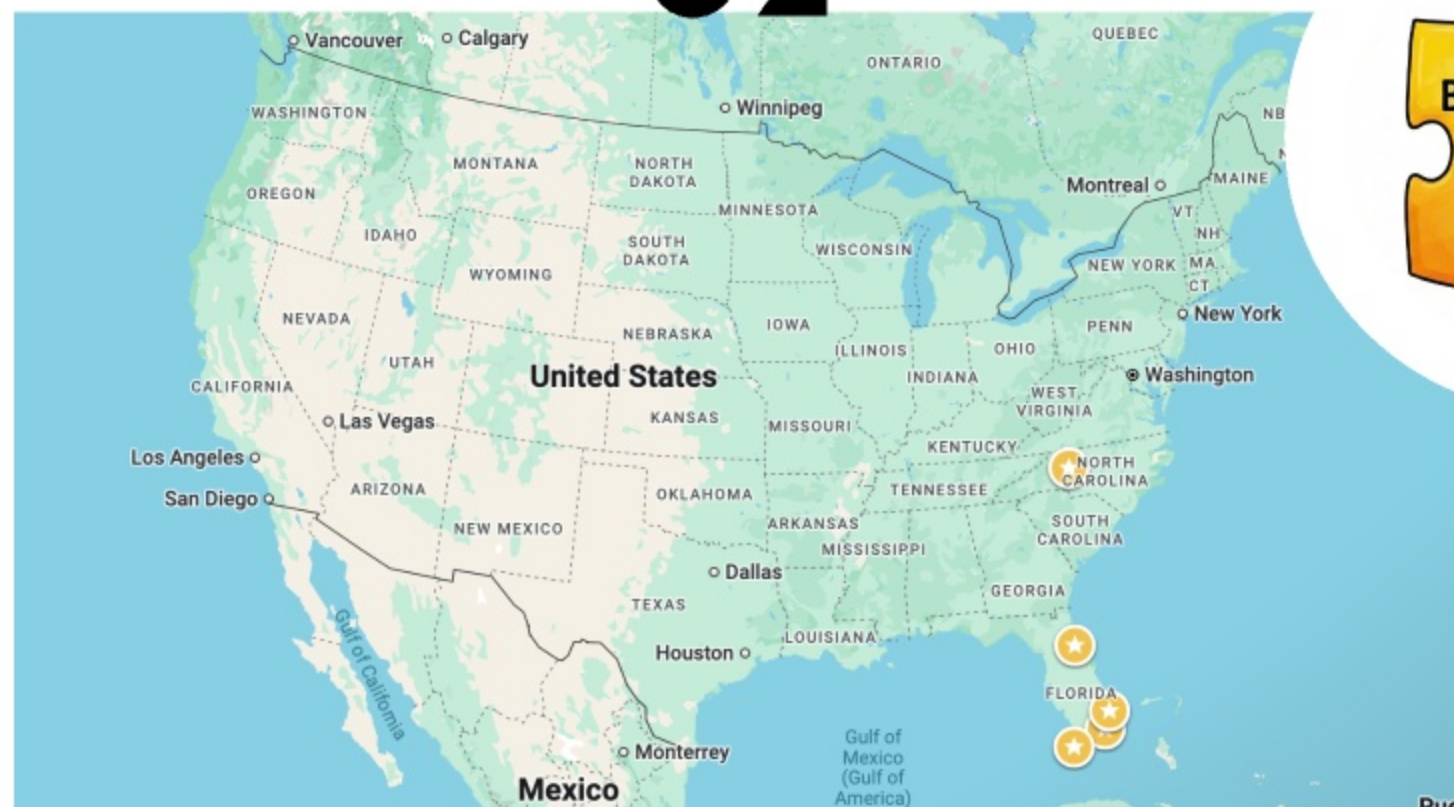 Vancouver
Calgary
QUEBEC
ONTARIO
WASHINGTON
Winnipeg
NB
MONTANA
NORTH
DAKOTA
OREGON
Montreal
MAINE
MINNESOTA
VT
IDAHO
NH
SOUTH
DAKOTA
WISCONSIN
WYOMING
NEW YORK
MA
CT
NEVADA
NEBRASKA
IOWA
New York
PENN
UTAH
ILLINOIS
OHIO
United States
INDIANA
Washington
CALIFORNIA
WEST
VIRGINIA
Las Vegas
KANSAS
MISSOURI
KENTUCKY
Los Angeles
NORTH
CAROLINA
San Diego
ARIZONA
OKLAHOMA
TENNESSEE
NEW MEXICO
ARKANSAS
SOUTH
CAROLINA
MISSISSIPPI
Dallas
GEORGIA
TEXAS
LOUISIANA
Houston
Gulf of California
FLORIDA
Gulf of
Mexico
(Gulf of
America)
Monterrey
Mexico